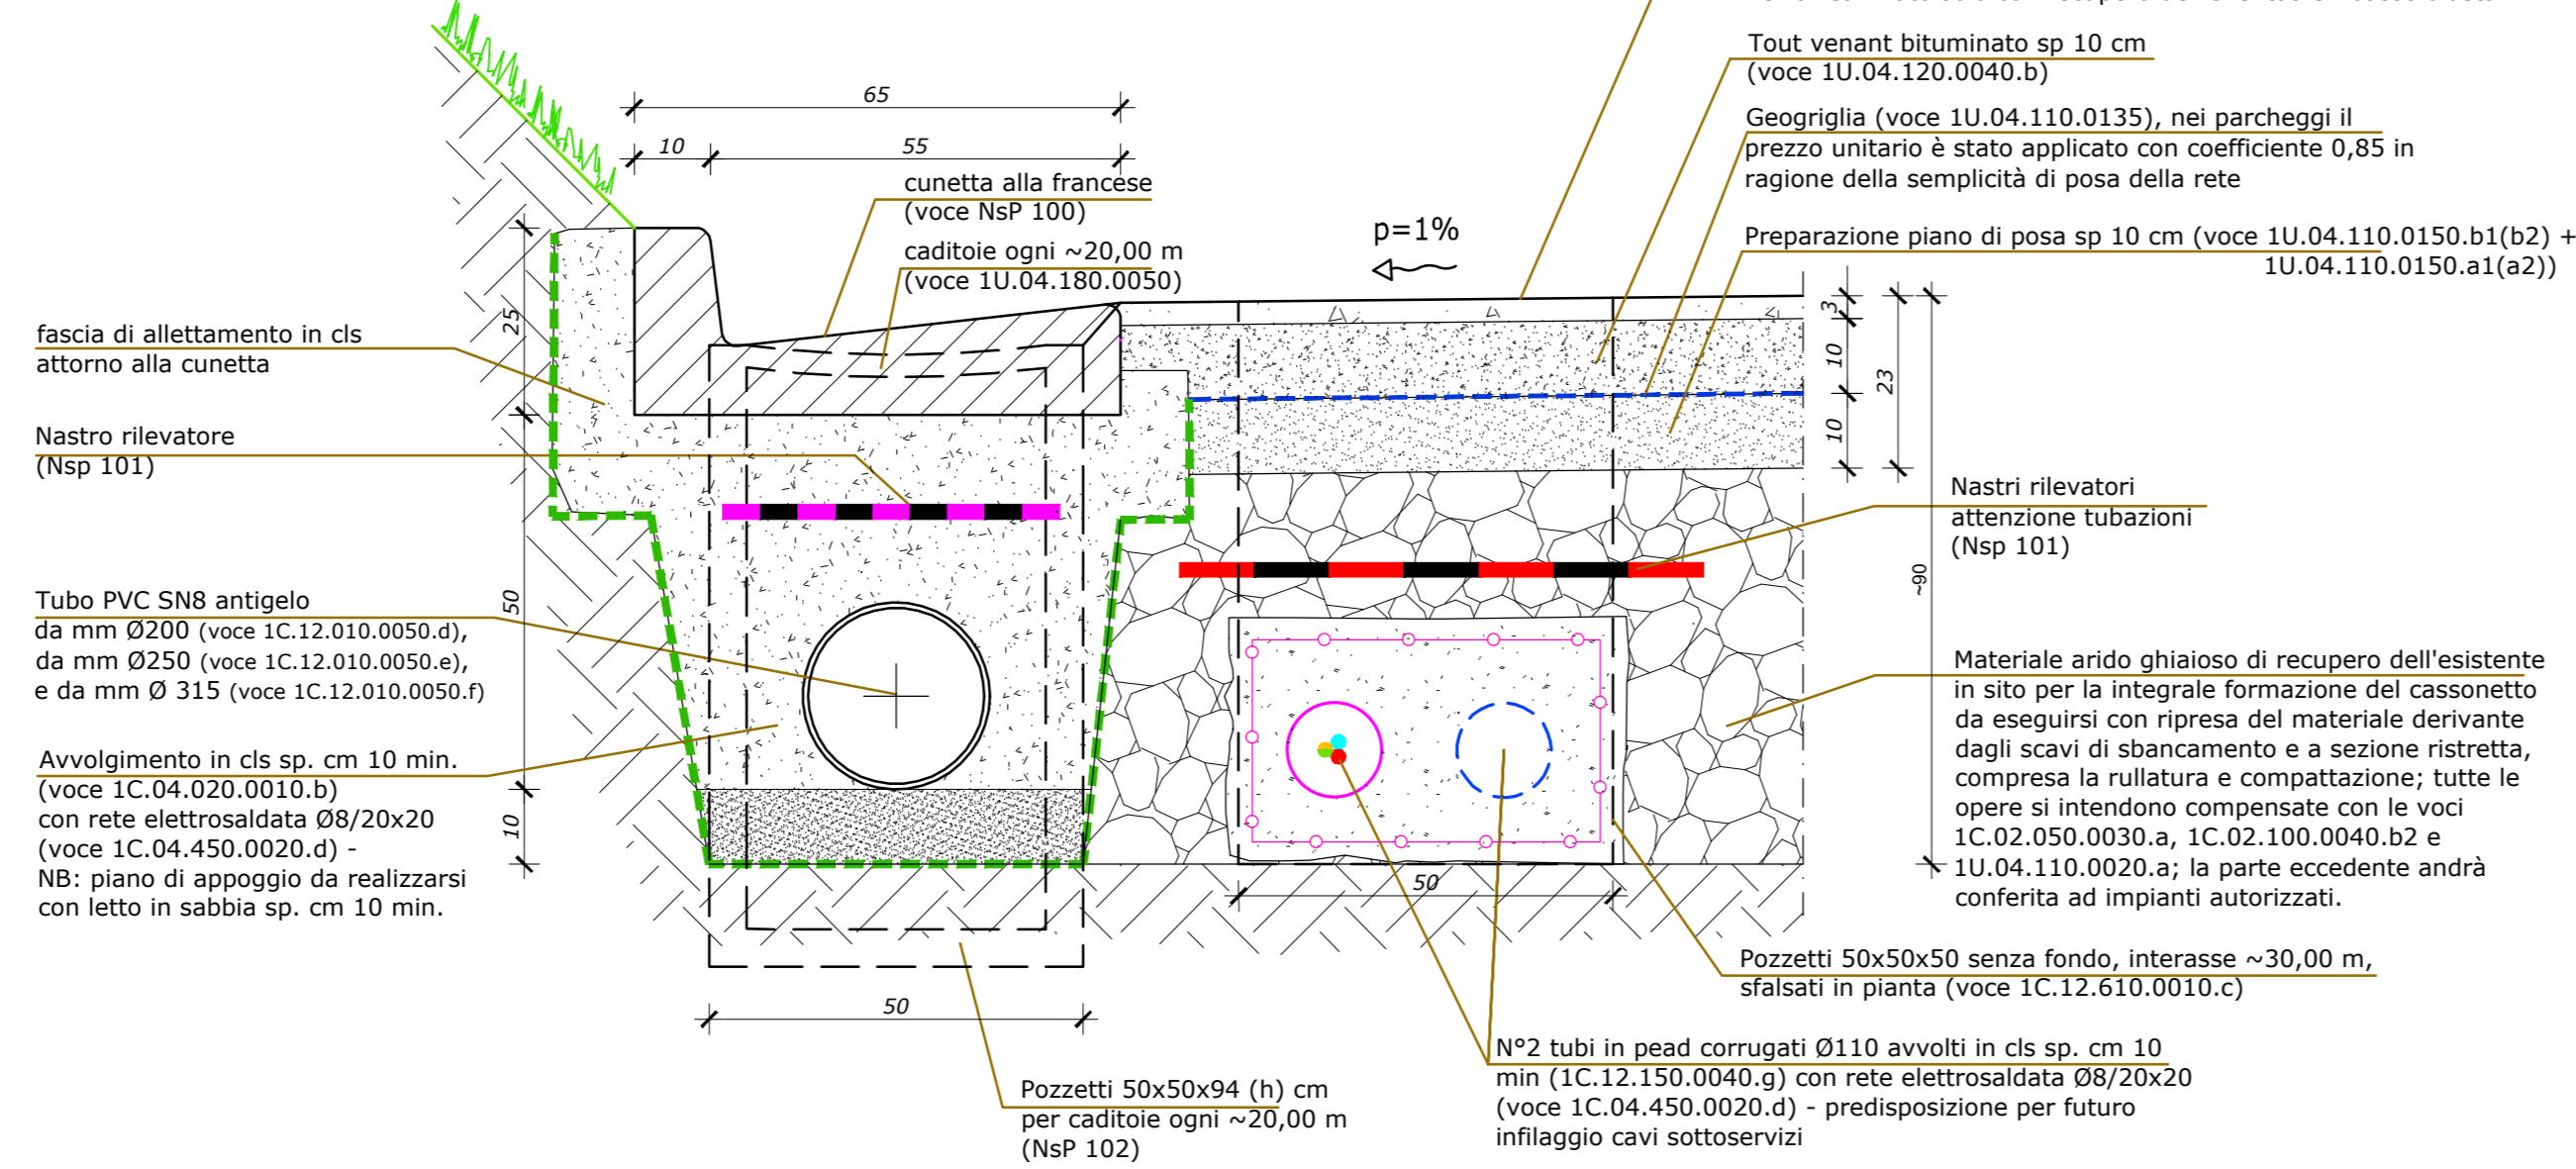 Tout venant bituminato sp 10 cm
(voce 1U.04.120.0040.b)
Geogriglia (voce 1U.04.110.0135), nei parcheggi il
prezzo unitario è stato applicato con coefficiente 0,85 in
ragione della semplicità di posa della rete
Preparazione piano di posa sp 10 cm (voce 1U.04.110.0150.b1(b2) +
1U.04.110.0150.a1(a2))
65
10
55
cunetta alla francese
(voce NsP 100)
caditoie ogni ~20,00 m
(voce 1U.04.180.0050)
p=1%
25
50
10
3
10
10
23
~90
fascia di allettamento in cls
attorno alla cunetta
Nastro rilevatore
(Nsp 101)
Tubo PVC SN8 antigelo
da mm Ø200 (voce 1C.12.010.0050.d),
da mm Ø250 (voce 1C.12.010.0050.e),
e da mm Ø 315 (voce 1C.12.010.0050.f)
Avvolgimento in cls sp. cm 10 min.
(voce 1C.04.020.0010.b)
con rete elettrosaldata Ø8/20x20
(voce 1C.04.450.0020.d) -
NB: piano di appoggio da realizzarsi
con letto in sabbia sp. cm 10 min.
Nastri rilevatori
attenzione tubazioni
(Nsp 101)
Materiale arido ghiaioso di recupero dell'esistente
in sito per la integrale formazione del cassonetto
da eseguirsi con ripresa del materiale derivante
dagli scavi di sbancamento e a sezione ristretta,
compresa la rullatura e compattazione; tutte le
opere si intendono compensate con le voci
1C.02.050.0030.a, 1C.02.100.0040.b2 e
1U.04.110.0020.a; la parte eccedente andrà
conferita ad impianti autorizzati.
50
50
Pozzetti 50x50x50 senza fondo, interasse ~30,00 m,
sfalsati in pianta (voce 1C.12.610.0010.c)
N°2 tubi in pead corrugati Ø110 avvolti in cls sp. cm 10
min (1C.12.150.0040.g) con rete elettrosaldata Ø8/20x20
(voce 1C.04.450.0020.d) - predisposizione per futuro
infilaggio cavi sottoservizi
Pozzetti 50x50x94 (h) cm
per caditoie ogni ~20,00 m
(NsP 102)